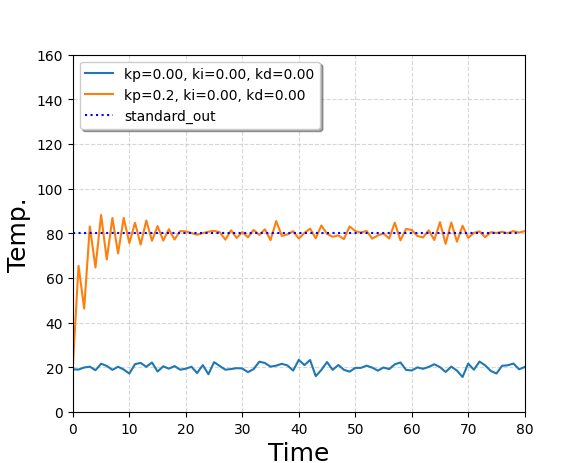 kp=0.00, ki=0.00, kd=0.00
kp=0.2, ki=0.00, kd=0.00
standard_out
Temp.
160
140
120
100
80
60
40
20
0
0 10 20 30 40 50 60 70 80
Time